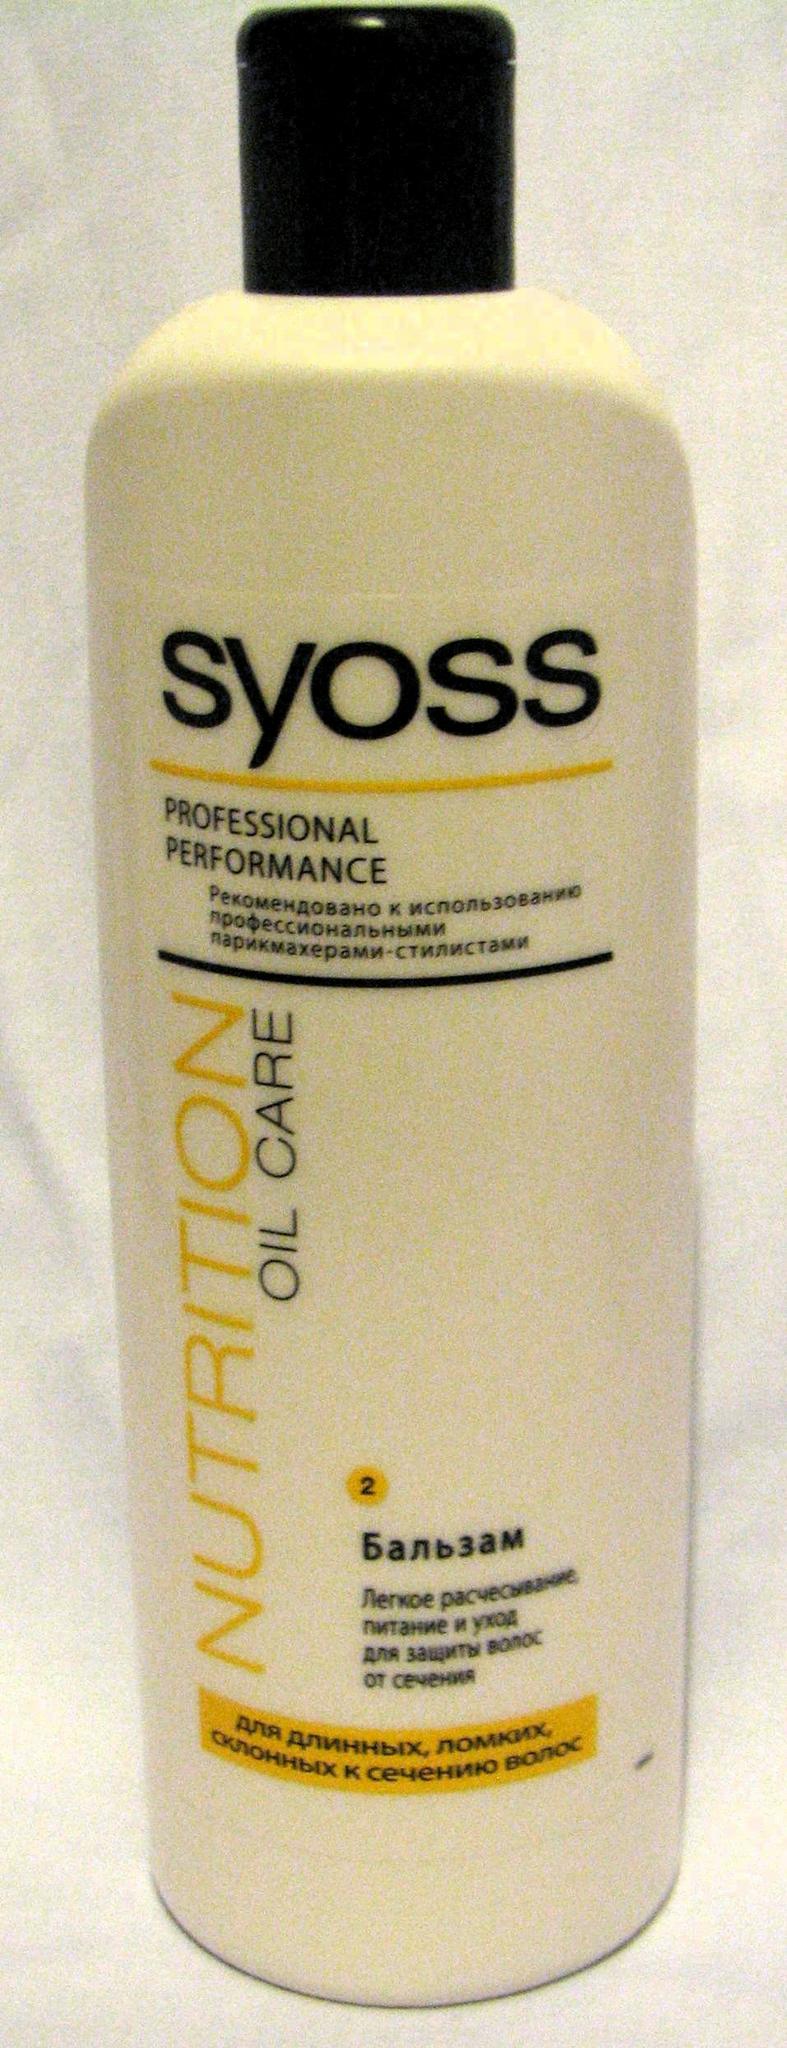 syoss
PROFESSIONAL
PERFORMANCE
Рекомендовано к использованию
профессиональными
парикмахерами-стилистами
NUTRITION
OIL CARE
2
Бальзам
Легкое расчесывание,
питание и уход
для защиты волос
от сечения
для длинных, ломких,
склонных к сечению волос